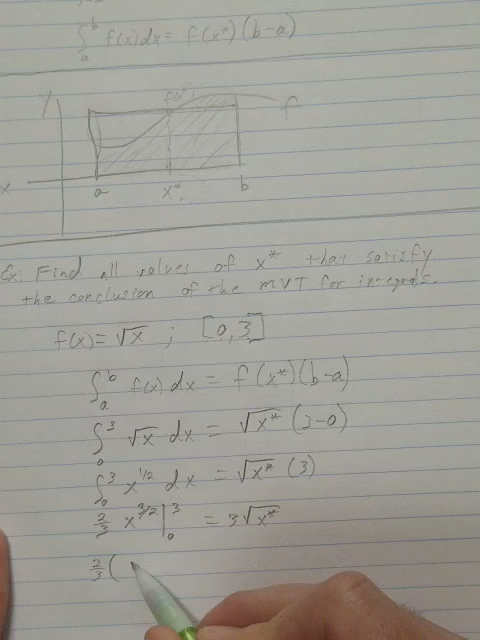 ∫ₐᵇ f(x)dx = f(x*)(b-a)
y
f(x*)
f
x
a x* b
Ex: Find all values of x* that satisfy
the conclusion of the MVT for integrals.
f(x) = √x ; [0,3]
∫ₐᵇ f(x) dx = f(x*)(b-a)
∫₀³ √x dx = √x* (3-0)
∫₀³ x^1/2 dx = √x* (3)
2/3 x^3/2 |₀³ = 3√x*
2/3 (